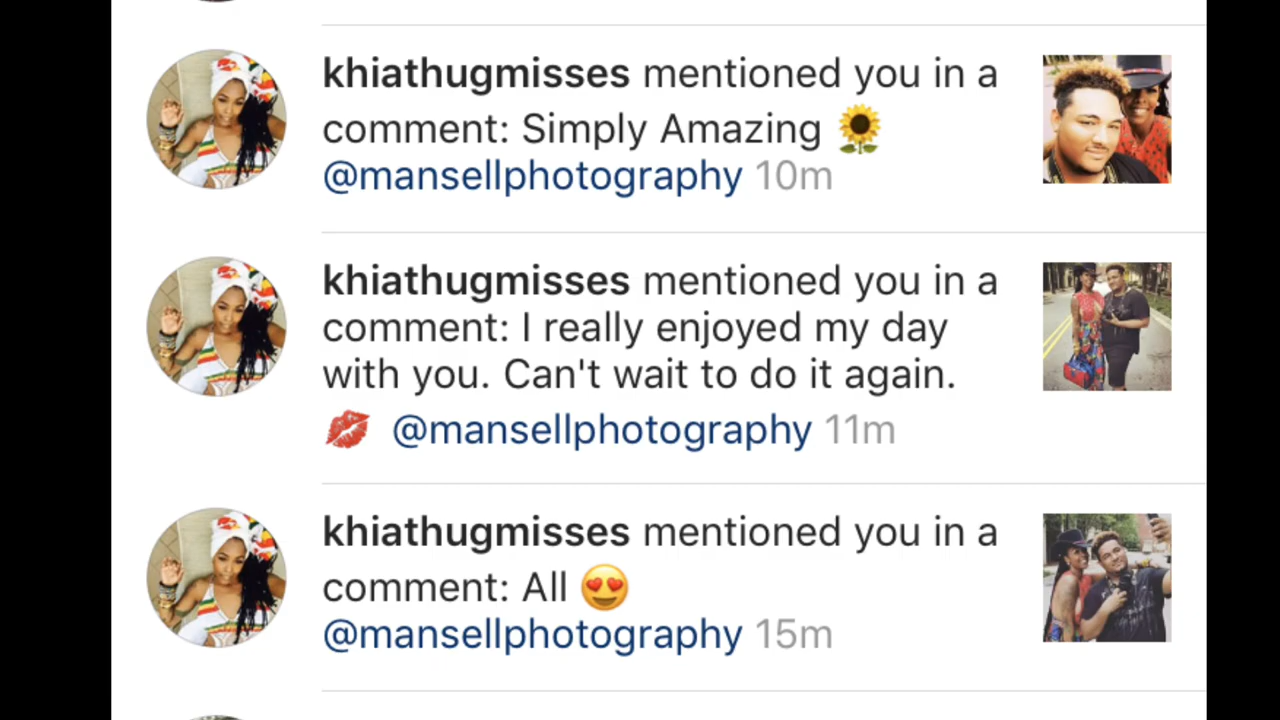 khiathugmisses mentioned you in a
comment: Simply Amazing 🌻
@mansellphotography 10m
khiathugmisses mentioned you in a
comment: I really enjoyed my day
with you. Can't wait to do it again.
💋 @mansellphotography 11m
khiathugmisses mentioned you in a
comment: All 😍
@mansellphotography 15m